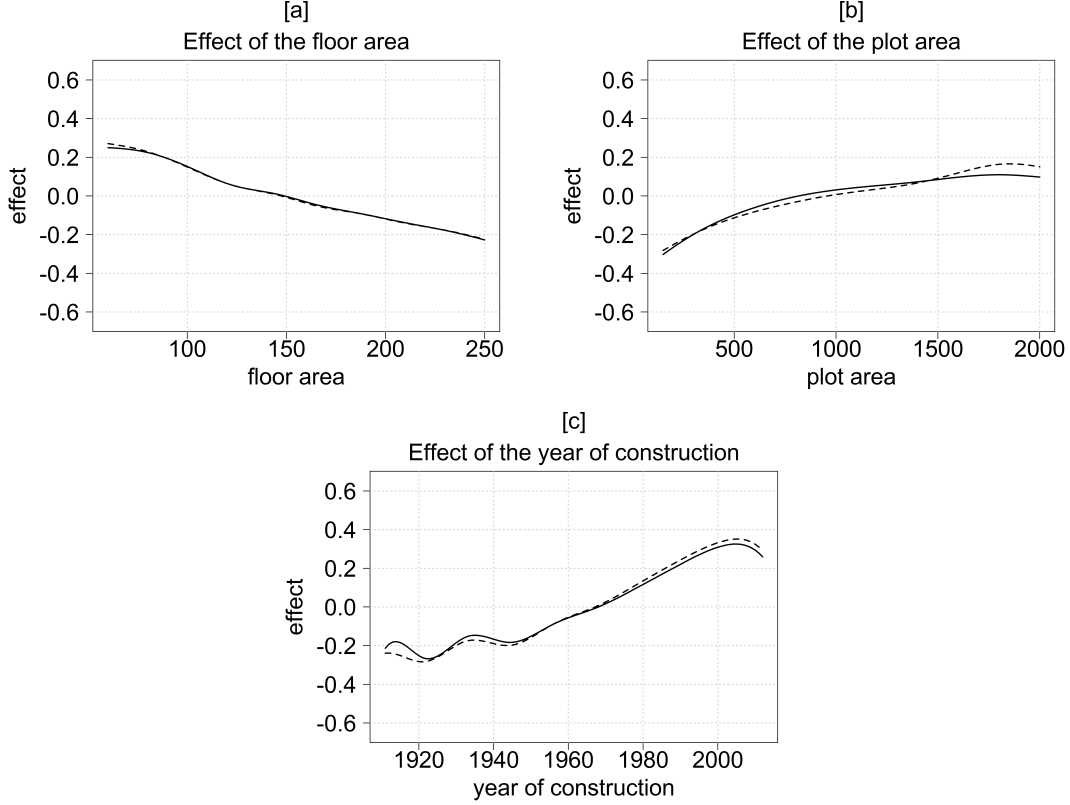 [a]
Effect of the floor area
0.6
0.4
0.2
0.0
-0.2
-0.4
-0.6
effect
100 150 200 250
floor area
[b]
Effect of the plot area
0.6
0.4
0.2
0.0
-0.2
-0.4
-0.6
effect
500 1000 1500 2000
plot area
[c]
Effect of the year of construction
0.6
0.4
0.2
0.0
-0.2
-0.4
-0.6
effect
1920 1940 1960 1980 2000
year of construction